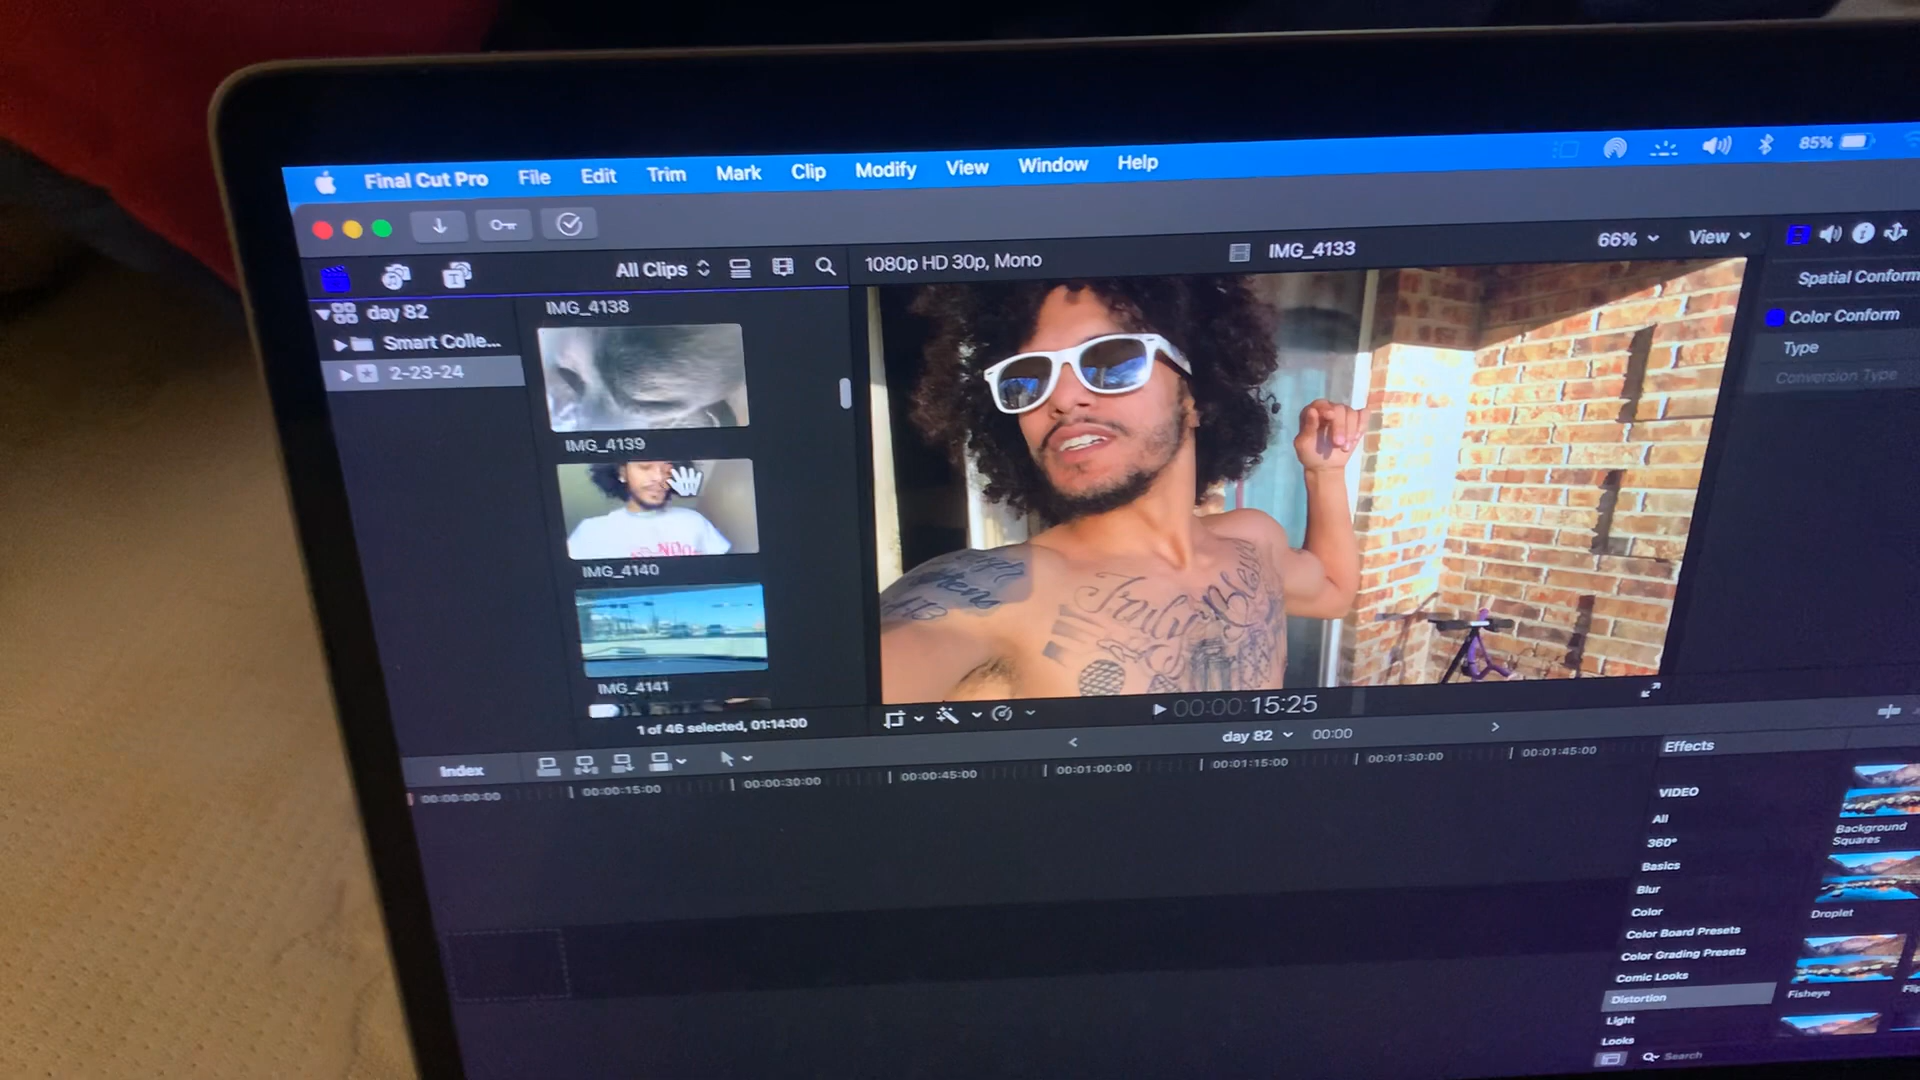 Final Cut Pro File Edit Trim Mark Clip Modify View Window Help 85%
All Clips 1080p HD 30p, Mono IMG_4133 66% View
day 82
Smart Colle...
2-23-24
IMG_4138
IMG_4139
IMG_4140
IMG_4141
1 of 46 selected, 01:14:00
Spatial Conform
Color Conform
Type
Conversion Type
00:00:15:25
Index
day 82 00:00
00:00:00:00 00:00:15:00 00:00:30:00 00:00:45:00 00:01:00:00 00:01:15:00 00:01:30:00 00:01:45:00
Effects
VIDEO
All
360°
Basics
Blur
Color
Color Board Presets
Color Grading Presets
Comic Looks
Distortion
Light
Looks
Search
Background
Squares
Droplet
Fisheye